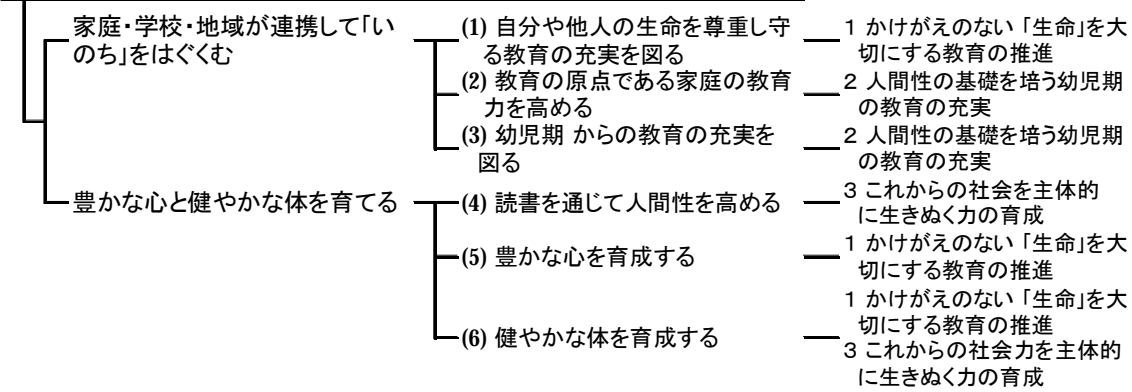 家庭・学校・地域が連携して「い
のち」をはぐくむ
(1) 自分や他人の生命を尊重し守
る教育の充実を図る
1 かけがえのない「生命」を大
切にする教育の推進
(2) 教育の原点である家庭の教育
力を高める
2 人間性の基礎を培う幼児期
の教育の充実
(3) 幼児期 からの教育の充実を
図る
2 人間性の基礎を培う幼児期
の教育の充実
豊かな心と健やかな体を育てる
(4) 読書を通じて人間性を高める
3 これからの社会を主体的
に生きぬく力の育成
(5) 豊かな心を育成する
1 かけがえのない「生命」を大
切にする教育の推進
(6) 健やかな体を育成する
1 かけがえのない「生命」を大
切にする教育の推進
3 これからの社会力を主体的
に生きぬく力の育成